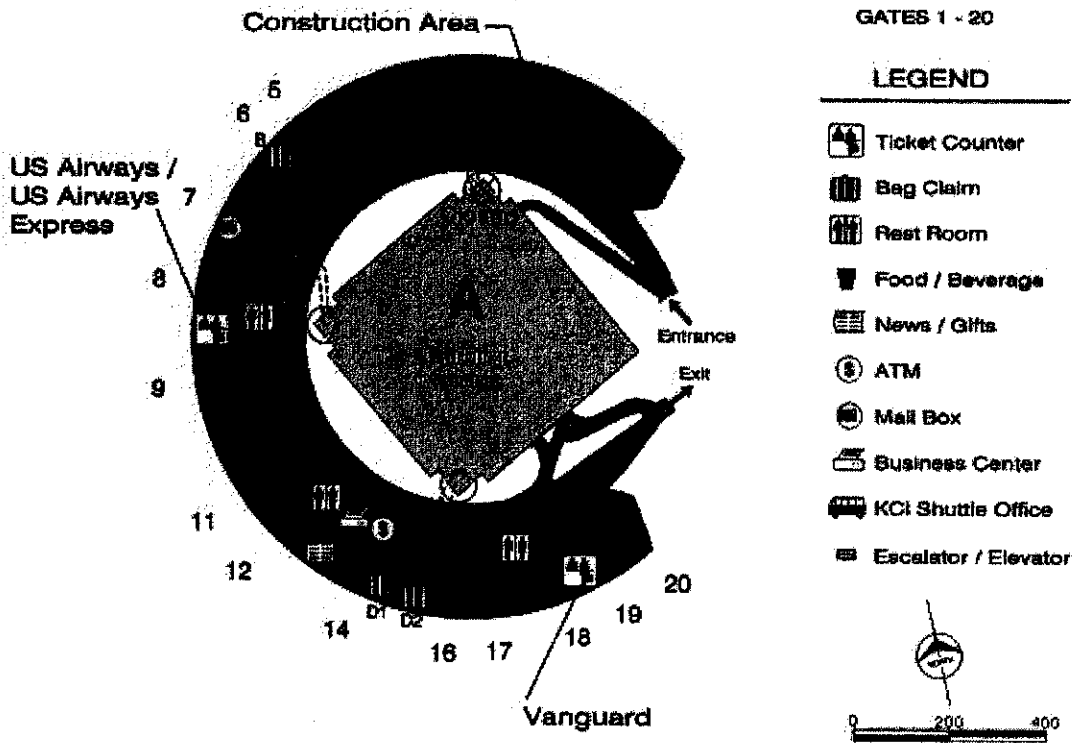 Construction Area
GATES 1 - 20
LEGEND
Ticket Counter
Bag Claim
Rest Room
Food / Beverage
News / Gifts
ATM
Mail Box
Business Center
KCI Shuttle Office
Escalator / Elevator
5
6
B
US Airways /
US Airways
Express
7
8
9
11
12
14
D1
D2
16
17
18
19
20
A
Entrance
Exit
Vanguard
0 200 400